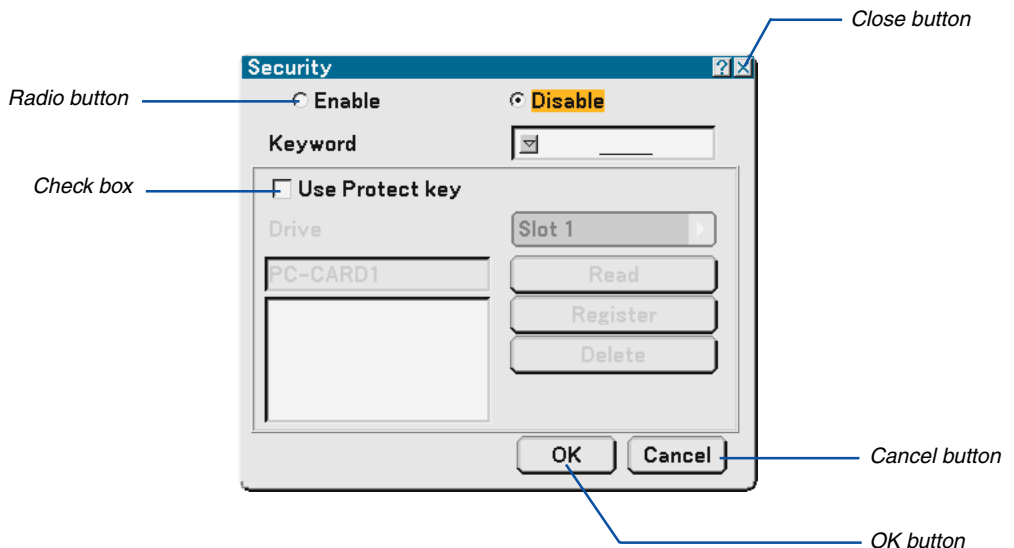 Close button
Security
Radio button
Enable
Disable
Keyword
Check box
Use Protect key
Drive
Slot 1
PC-CARD1
Read
Register
Delete
OK
Cancel
Cancel button
OK button